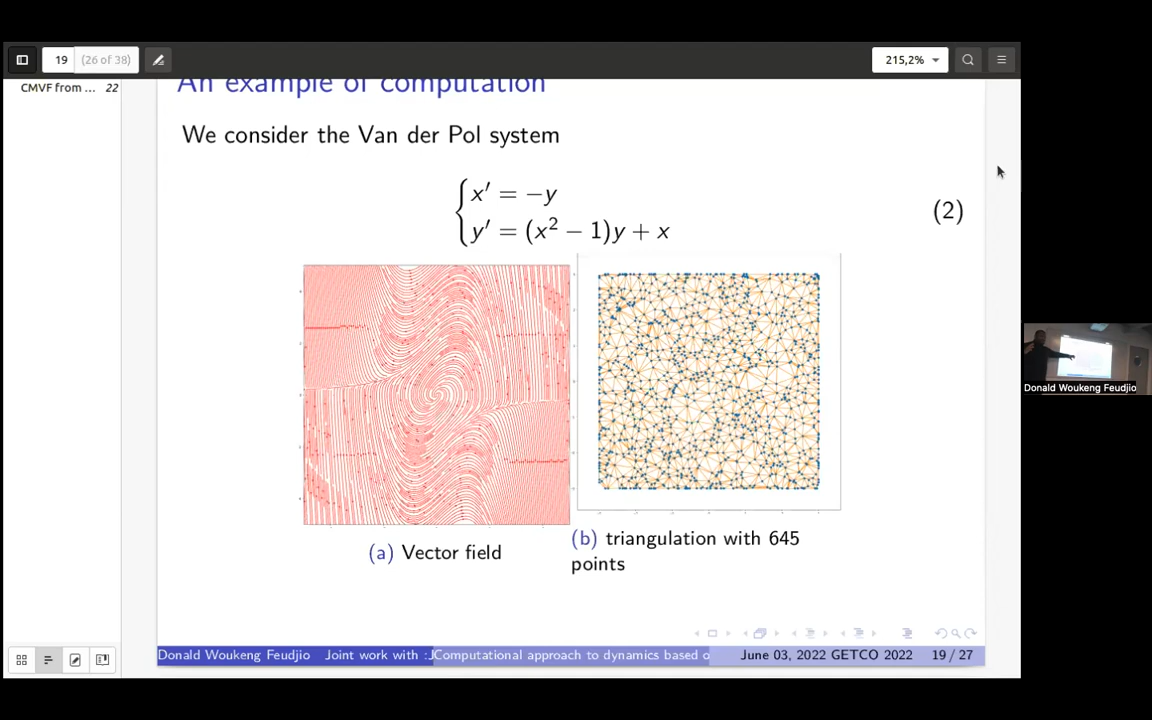 19 (26 of 38)
215,2%
CMVF from ... 22
An example of computation
We consider the Van der Pol system
x′ = −y
y′ = (x² − 1)y + x
(2)
(a) Vector field
(b) triangulation with 645
points
Donald Woukeng Feudjio
Donald Woukeng Feudjio Joint work with :JComputational approach to dynamics based o June 03, 2022 GETCO 2022 19 / 27